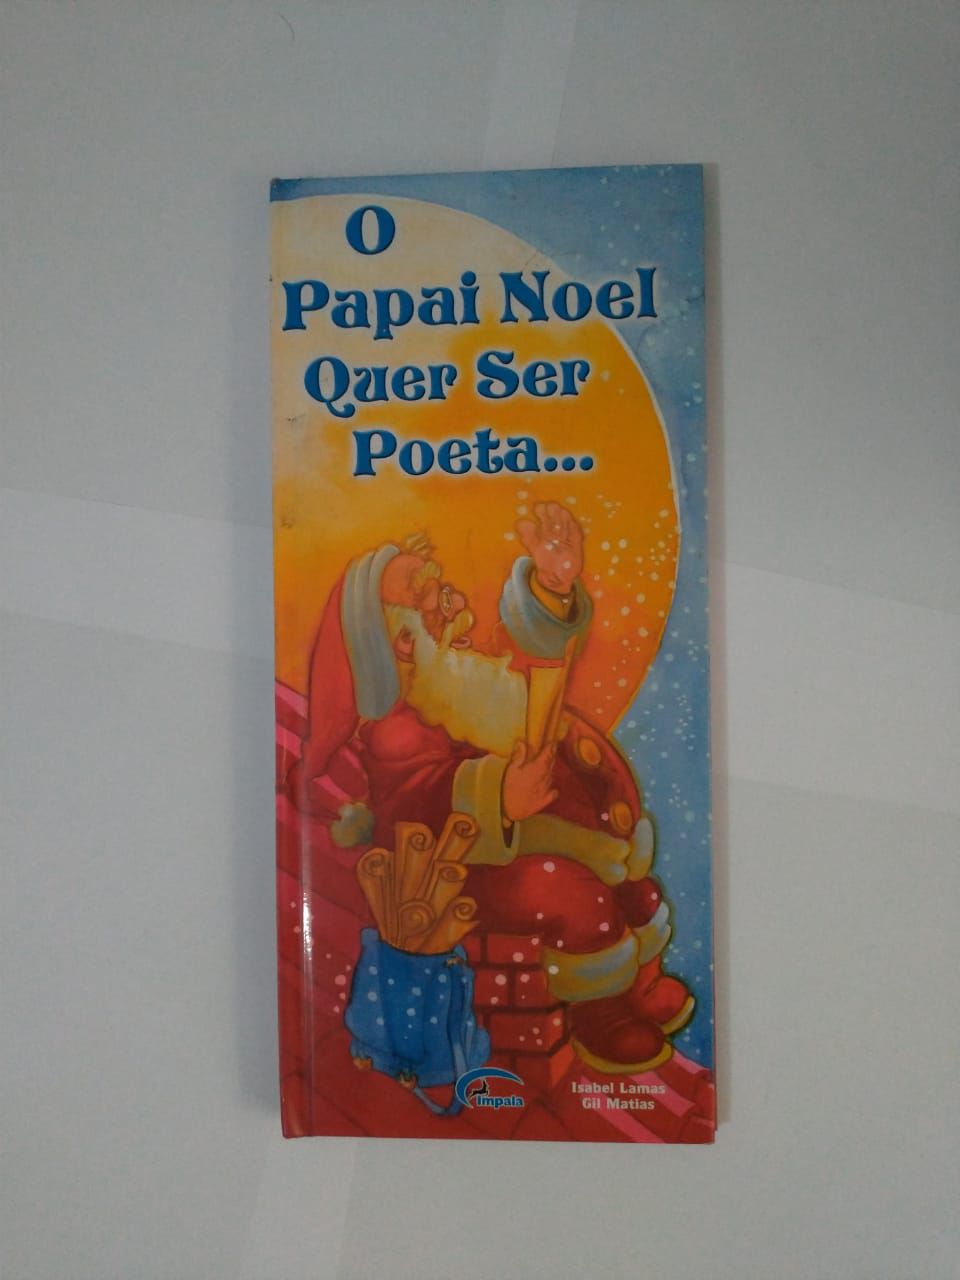 O
Papai Noel
Quer Ser
Poeta...
Impala
Isabel Lamas
Gil Matias